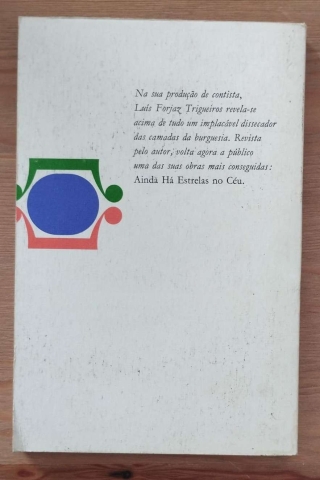 Na sua produção de contista,
Luís Forjaz Trigueiros revela-se
acima de tudo um implacável dissecador
das camadas da burguesia. Revista
pelo autor, volta agora a público
uma das suas obras mais conseguidas:
Ainda Há Estrelas no Céu.